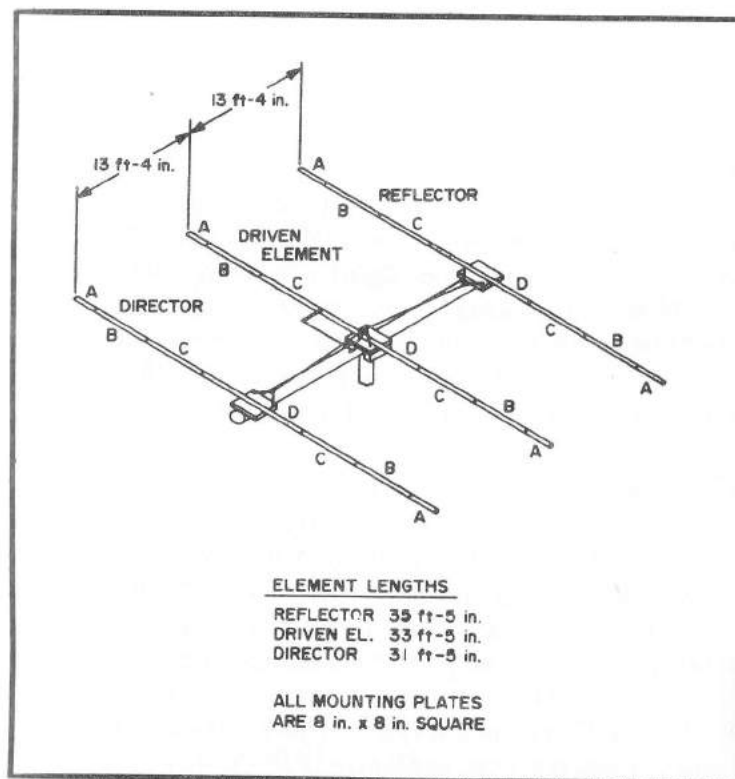 13 ft-4 in.
13 ft-4 in.
A
REFLECTOR
B
C
A
DRIVEN
ELEMENT
B
C
D
A
DIRECTOR
B
C
C
B
D
A
C
B
D
A
C
B
A
ELEMENT LENGTHS
REFLECTOR 35 ft-5 in.
DRIVEN EL. 33 ft-5 in.
DIRECTOR 31 ft-5 in.
ALL MOUNTING PLATES
ARE 8 in. x 8 in. SQUARE